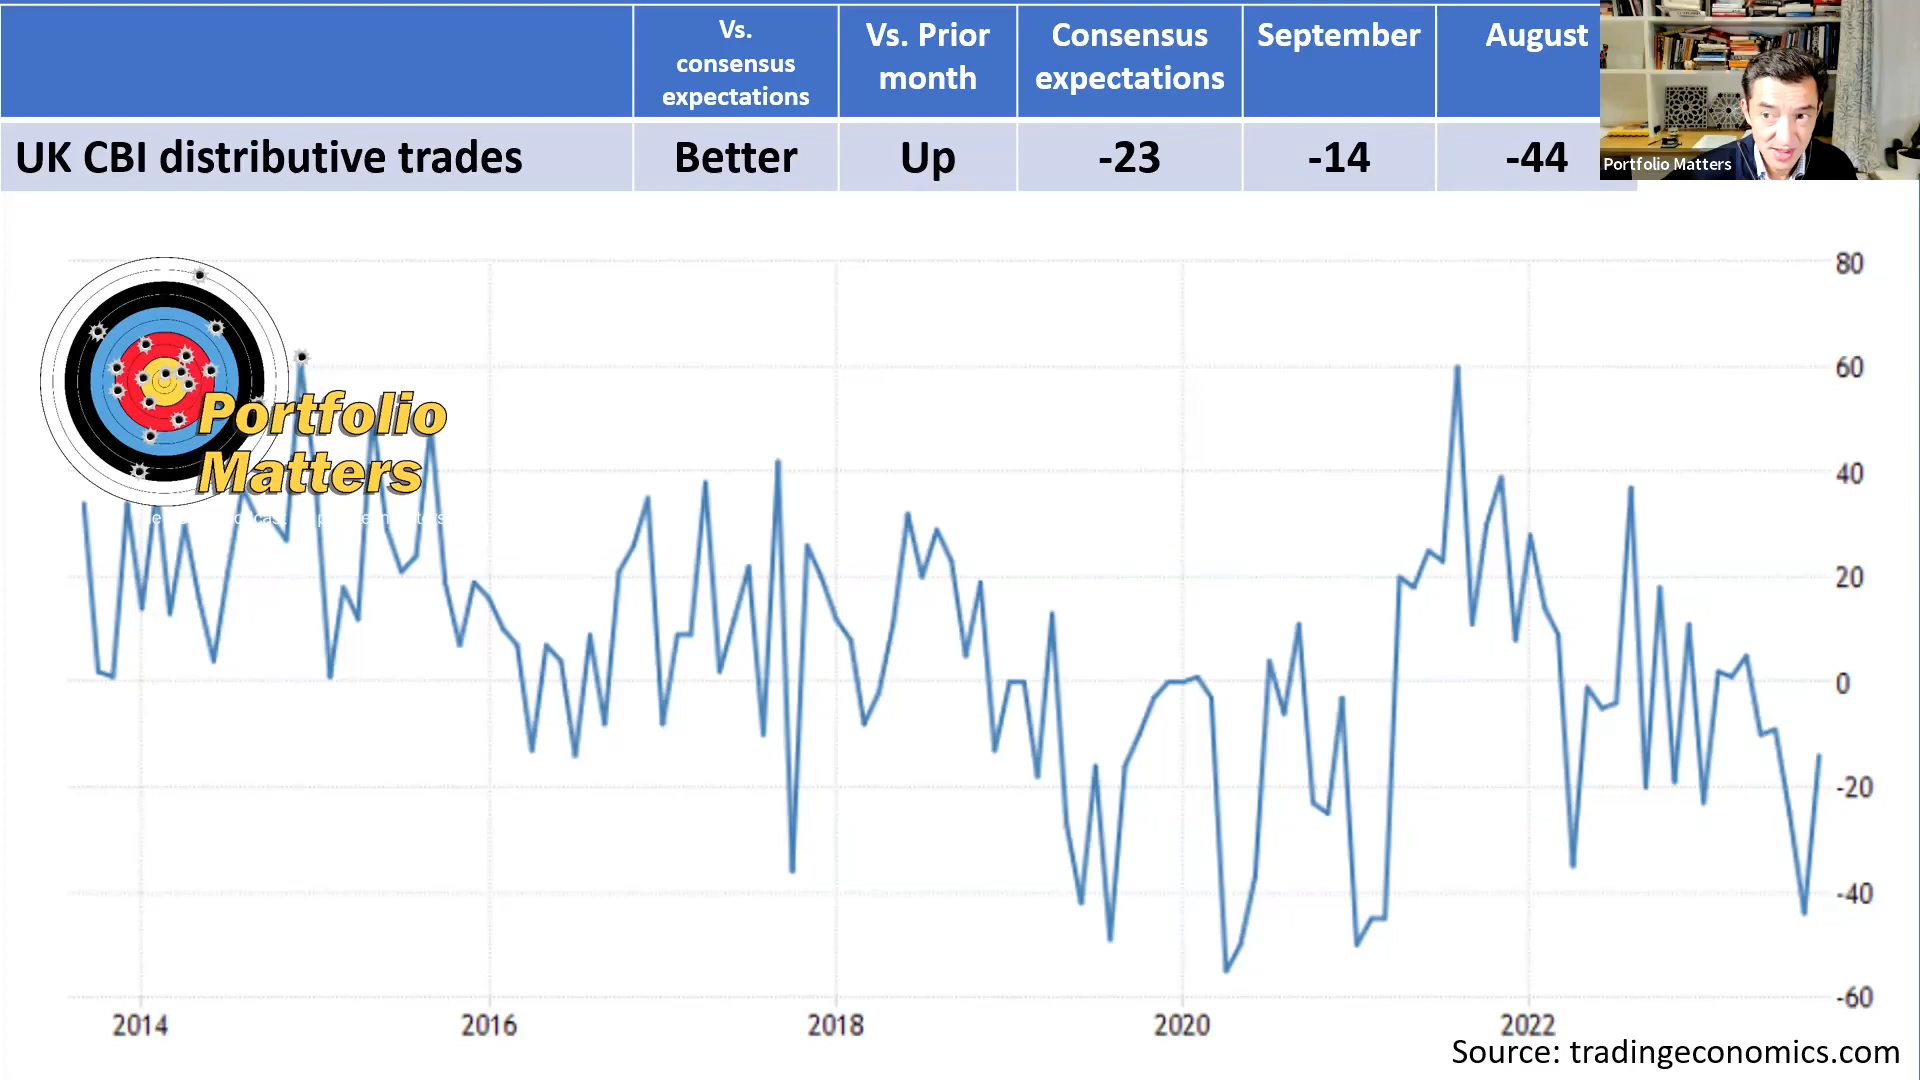 Vs.
consensus
expectations
Vs. Prior
month
Consensus
expectations
September
August
UK CBI distributive trades
Better
Up
-23
-14
-44
Portfolio Matters
Portfolio
Matters
80
60
40
20
0
-20
-40
-60
2014
2016
2018
2020
2022
Source: tradingeconomics.com